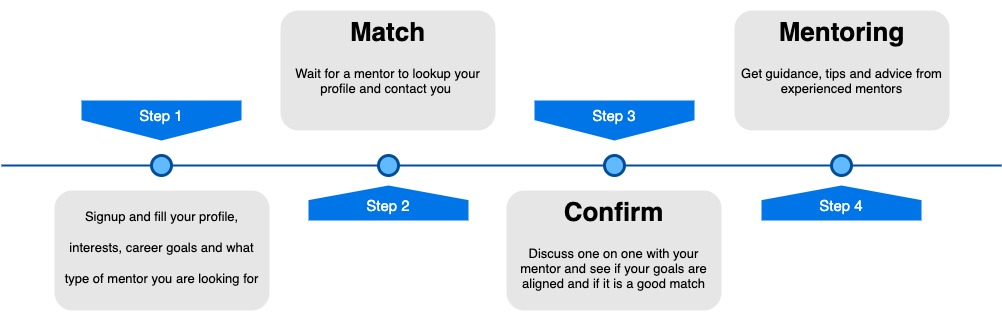 Step 1
Signup and fill your profile,
interests, career goals and what
type of mentor you are looking for
Match
Wait for a mentor to lookup your
profile and contact you
Step 2
Step 3
Confirm
Discuss one on one with your
mentor and see if your goals are
aligned and if it is a good match
Mentoring
Get guidance, tips and advice from
experienced mentors
Step 4